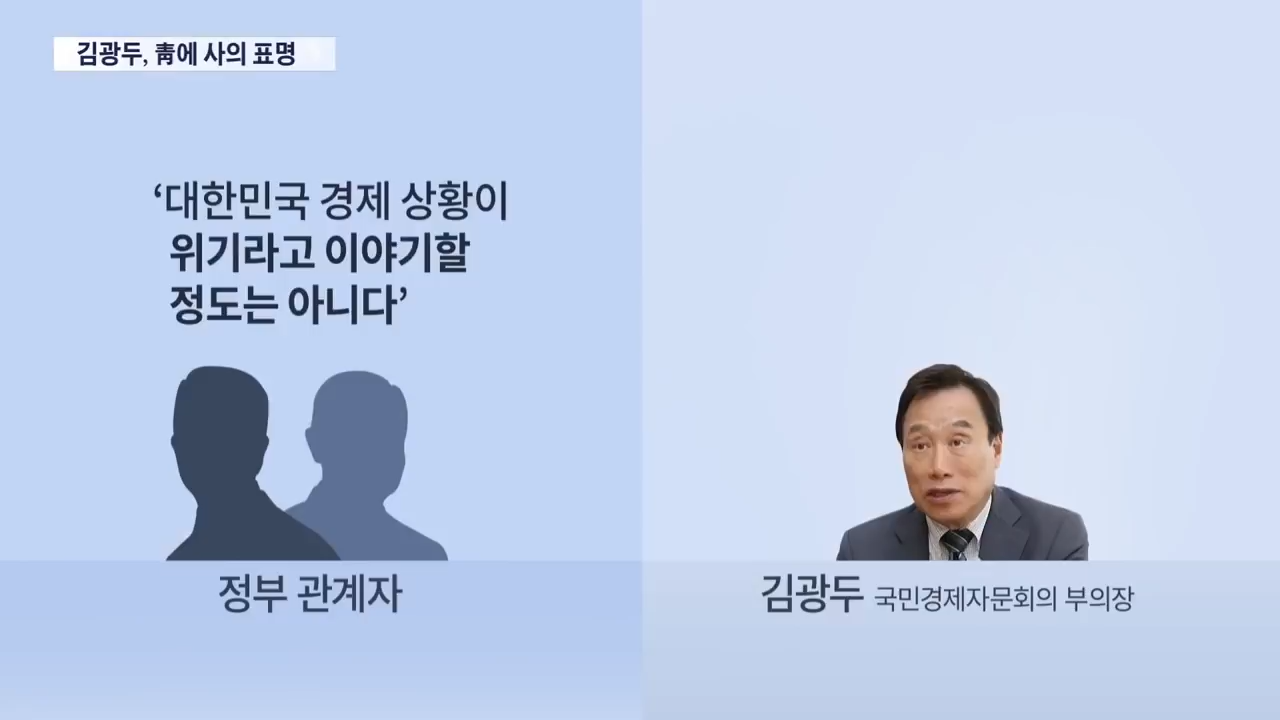 김광두, 靑에 사의 표명
‘대한민국 경제 상황이
위기라고 이야기할
정도는 아니다’
정부 관계자
김광두 국민경제자문회의 부의장